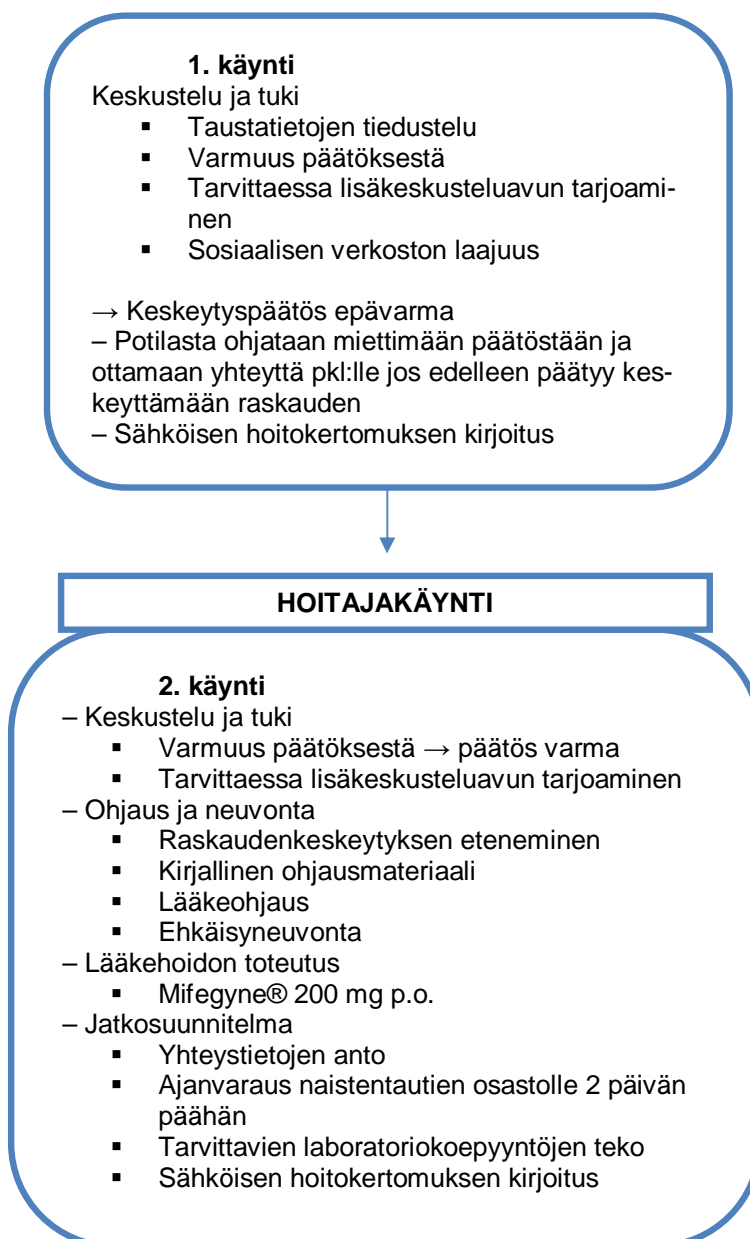 1. käynti
Keskustelu ja tuki
▪ Taustatietojen tiedustelu
▪ Varmuus päätöksestä
▪ Tarvittaessa lisäkeskusteluavun tarjoami-
nen
▪ Sosiaalisen verkoston laajuus
→ Keskeytyspäätös epävarma
– Potilasta ohjataan miettimään päätöstään ja
ottamaan yhteyttä pkl:lle jos edelleen päätyy kes-
keyttämään raskauden
– Sähköisen hoitokertomuksen kirjoitus
HOITAJAKÄYNTI
2. käynti
– Keskustelu ja tuki
▪ Varmuus päätöksestä → päätös varma
▪ Tarvittaessa lisäkeskusteluavun tarjoaminen
– Ohjaus ja neuvonta
▪ Raskaudenkeskeytyksen eteneminen
▪ Kirjallinen ohjausmateriaali
▪ Lääkeohjaus
▪ Ehkäisyneuvonta
– Lääkehoidon toteutus
▪ Mifegyne® 200 mg p.o.
– Jatkosuunnitelma
▪ Yhteystietojen anto
▪ Ajanvaraus naistentautien osastolle 2 päivän
päähän
▪ Tarvittavien laboratoriokoepyyntöjen teko
▪ Sähköisen hoitokertomuksen kirjoitus